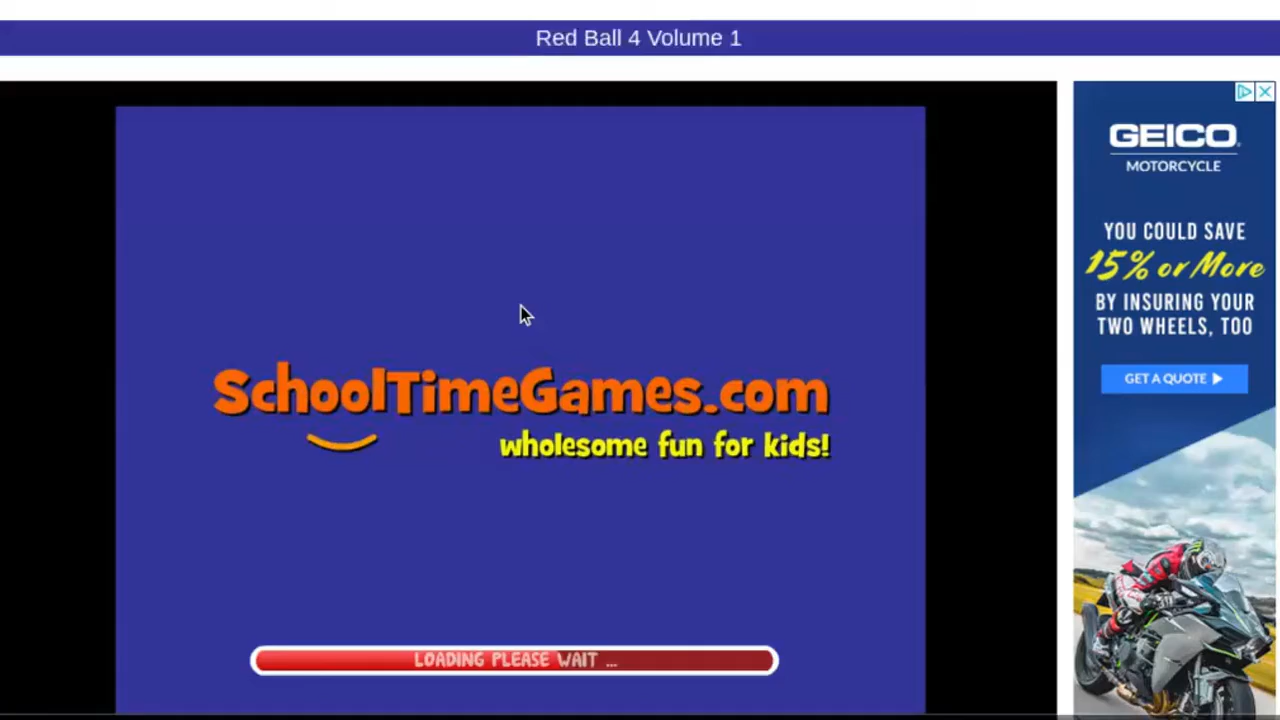 Red Ball 4 Volume 1
SchoolTimeGames.com
wholesome fun for kids!
LOADING PLEASE WAIT ...
GEICO.
MOTORCYCLE
YOU COULD SAVE
15% or More
BY INSURING YOUR
TWO WHEELS, TOO
GET A QUOTE